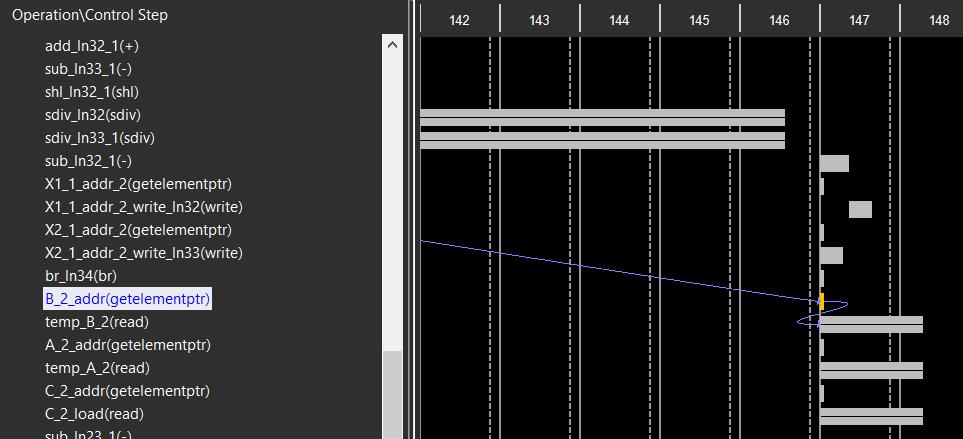 Operation\Control Step
142 143 144 145 146 147 148
add_ln32_1(+)
sub_ln33_1(-)
shl_ln32_1(shl)
sdiv_ln32(sdiv)
sdiv_ln33_1(sdiv)
sub_ln32_1(-)
X1_1_addr_2(getelementptr)
X1_1_addr_2_write_ln32(write)
X2_1_addr_2(getelementptr)
X2_1_addr_2_write_ln33(write)
br_ln34(br)
B_2_addr(getelementptr)
temp_B_2(read)
A_2_addr(getelementptr)
temp_A_2(read)
C_2_addr(getelementptr)
C_2_load(read)
sub_ln23_1(-)